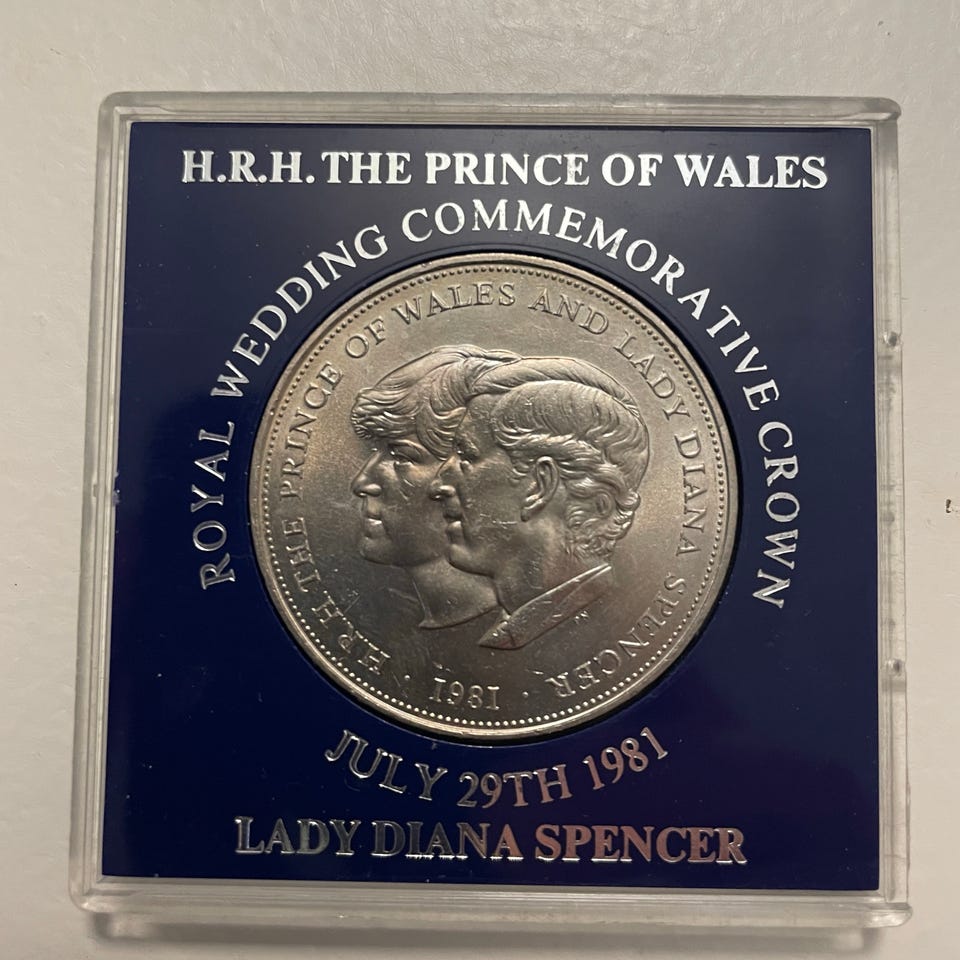 H.R.H. THE PRINCE OF WALES
ROYAL WEDDING COMMEMORATIVE CROWN
H.R.H. THE PRINCE OF WALES AND LADY DIANA SPENCER
· 1981 ·
JULY 29TH 1981
LADY DIANA SPENCER